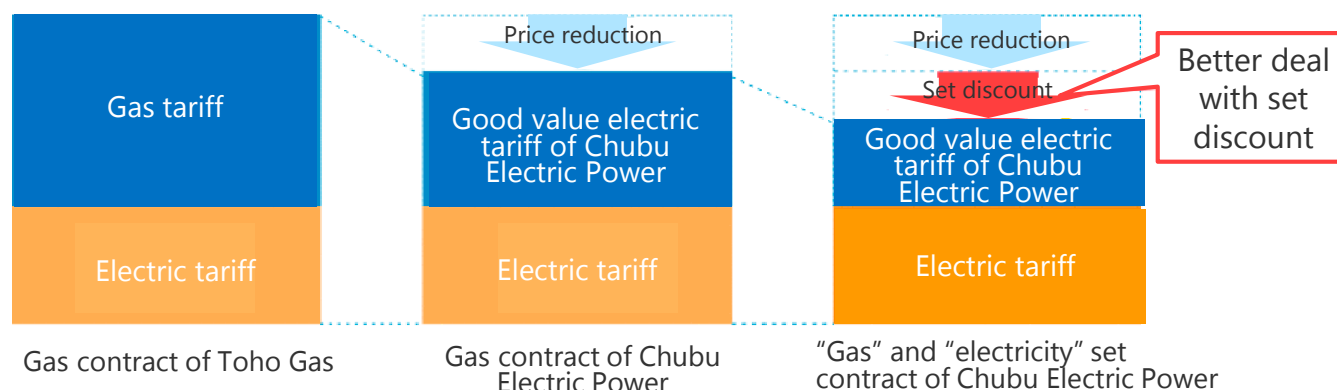 Gas tariff
Electric tariff
Gas contract of Toho Gas
Price reduction
Good value electric
tariff of Chubu
Electric Power
Electric tariff
Gas contract of Chubu
Electric Power
Price reduction
Set discount
Good value electric
tariff of Chubu
Electric Power
Electric tariff
“Gas” and “electricity” set
contract of Chubu Electric Power
Better deal
with set
discount